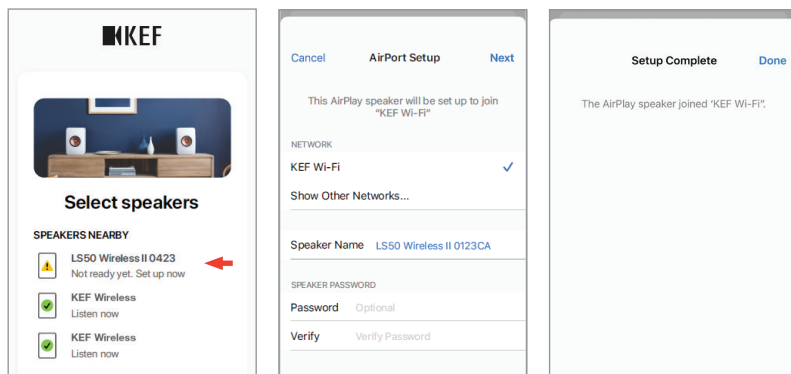 KEF
Select speakers
SPEAKERS NEARBY
LS50 Wireless II 0423
Not ready yet. Set up now
KEF Wireless
Listen now
KEF Wireless
Listen now
Cancel AirPort Setup Next
This AirPlay speaker will be set up to join
“KEF Wi-Fi”
NETWORK
KEF Wi-Fi
Show Other Networks...
Speaker Name LS50 Wireless II 0123CA
SPEAKER PASSWORD
Password Optional
Verify Verify Password
Setup Complete Done
The AirPlay speaker joined ‘KEF Wi-Fi”.